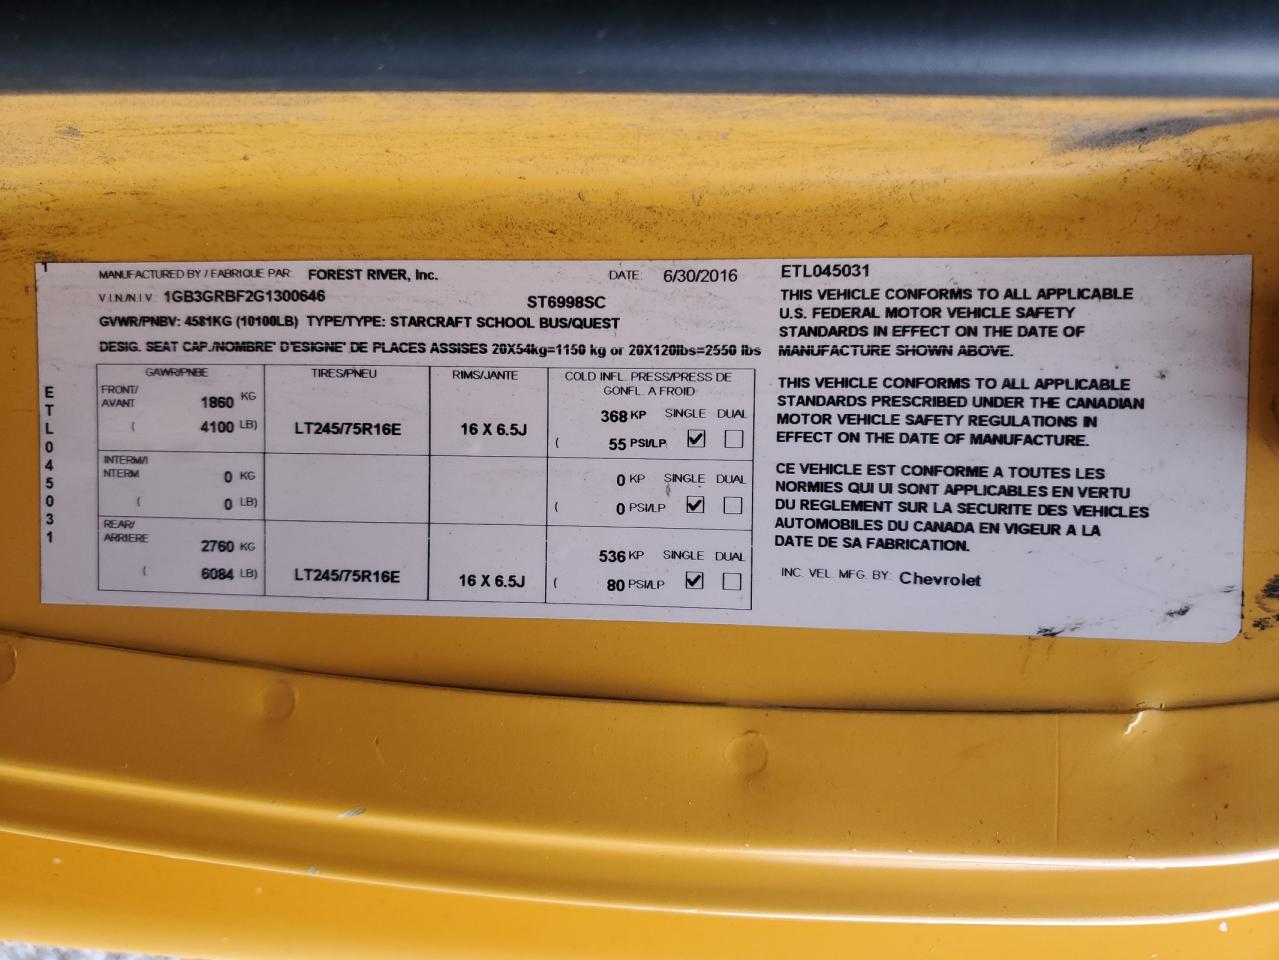 1
MANUFACTURED BY / FABRIQUE PAR: FOREST RIVER, Inc. DATE: 6/30/2016
V.I.N/N.I.V: 1GB3GRBF2G1300646 ST6998SC
GVWR/PNBV: 4581KG (10100LB) TYPE/TYPE: STARCRAFT SCHOOL BUS/QUEST
DESIG. SEAT CAP./NOMBRE' D'ESIGNE' DE PLACES ASSISES 20X54kg=1150 kg or 20X120lbs=2550 lbs
GAWR/PNBE TIRES/PNEU RIMS/JANTE COLD INFL. PRESS/PRESS DE
GONFL. A FROID
FRONT/
AVANT 1860 KG 368 KP SINGLE DUAL
( 4100 LB) LT245/75R16E 16 X 6.5J ( 55 PSI/LP
INTERM/I
NTERM 0 KG 0 KP SINGLE DUAL
( 0 LB) ( 0 PSI/LP
REAR/
ARRIERE 2760 KG 536 KP SINGLE DUAL
( 6084 LB) LT245/75R16E 16 X 6.5J ( 80 PSI/LP
ETL045031
ETL045031
THIS VEHICLE CONFORMS TO ALL APPLICABLE
U.S. FEDERAL MOTOR VEHICLE SAFETY
STANDARDS IN EFFECT ON THE DATE OF
MANUFACTURE SHOWN ABOVE.
THIS VEHICLE CONFORMS TO ALL APPLICABLE
STANDARDS PRESCRIBED UNDER THE CANADIAN
MOTOR VEHICLE SAFETY REGULATIONS IN
EFFECT ON THE DATE OF MANUFACTURE.
CE VEHICLE EST CONFORME A TOUTES LES
NORMIES QUI UI SONT APPLICABLES EN VERTU
DU REGLEMENT SUR LA SECURITE DES VEHICLES
AUTOMOBILES DU CANADA EN VIGEUR A LA
DATE DE SA FABRICATION.
INC. VEL. MFG. BY: Chevrolet